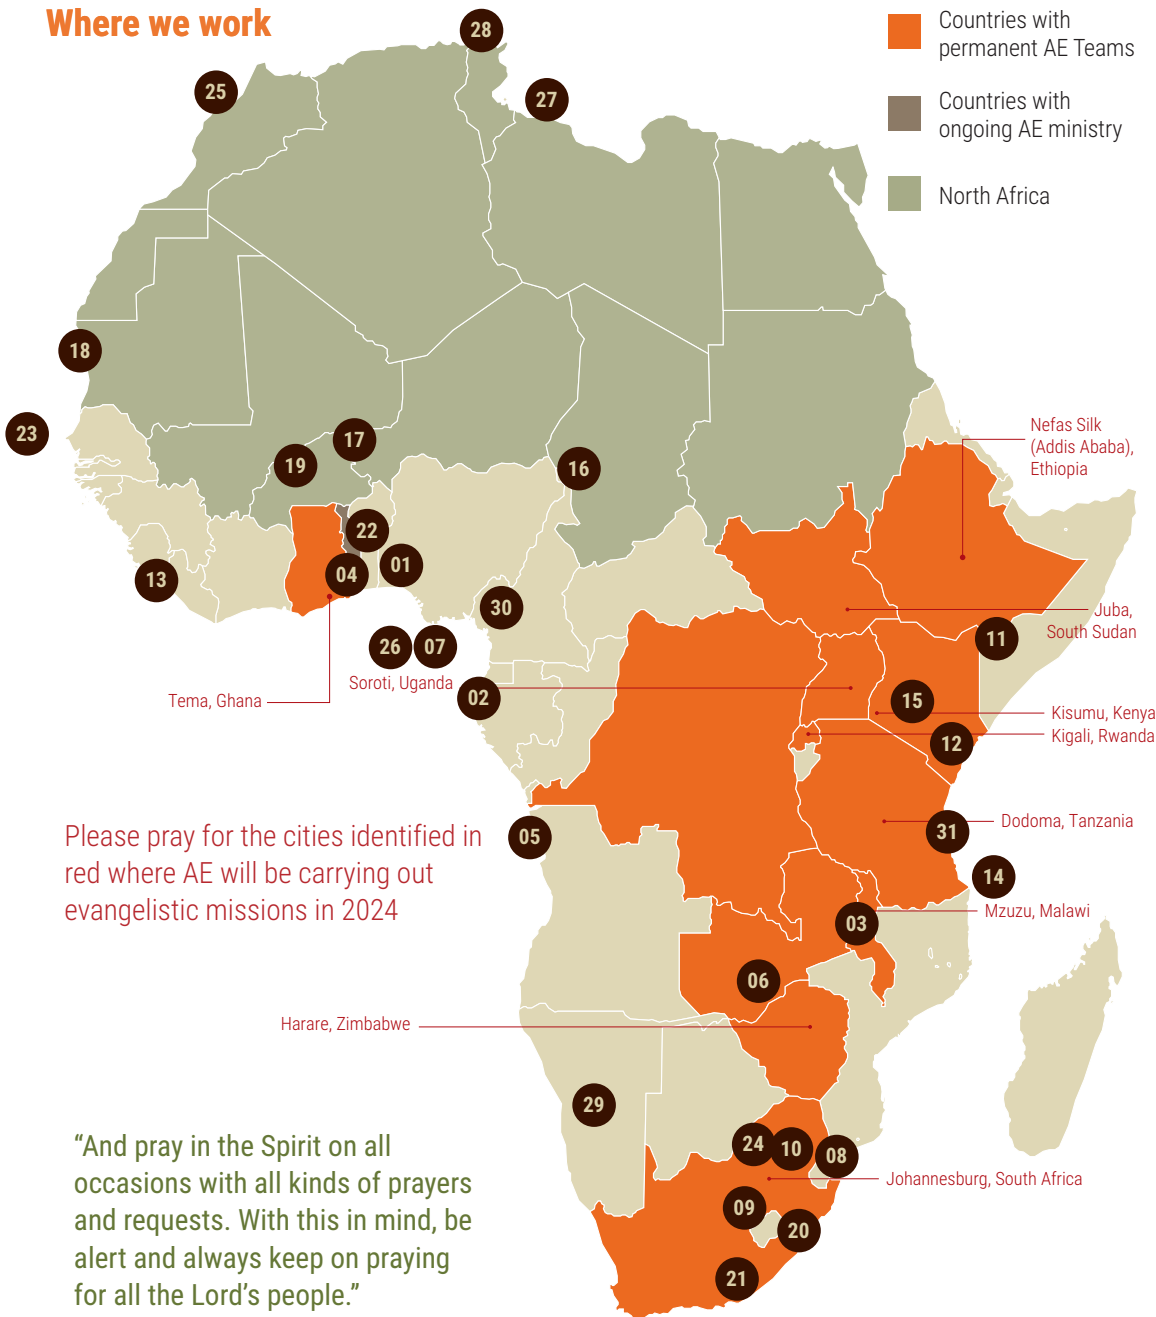 Where we work
Countries with
permanent AE Teams
Countries with
ongoing AE ministry
North Africa
28
25
27
18
23
17
19
16
22
01
04
13
30
26
07
02
11
15
12
05
31
14
03
06
29
24
10
08
09
20
21
Nefas Silk
(Addis Ababa),
Ethiopia
Juba,
South Sudan
Soroti, Uganda
Tema, Ghana
Kisumu, Kenya
Kigali, Rwanda
Dodoma, Tanzania
Mzuzu, Malawi
Harare, Zimbabwe
Johannesburg, South Africa
Please pray for the cities identified in
red where AE will be carrying out
evangelistic missions in 2024
“And pray in the Spirit on all
occasions with all kinds of prayers
and requests. With this in mind, be
alert and always keep on praying
for all the Lord’s people.”